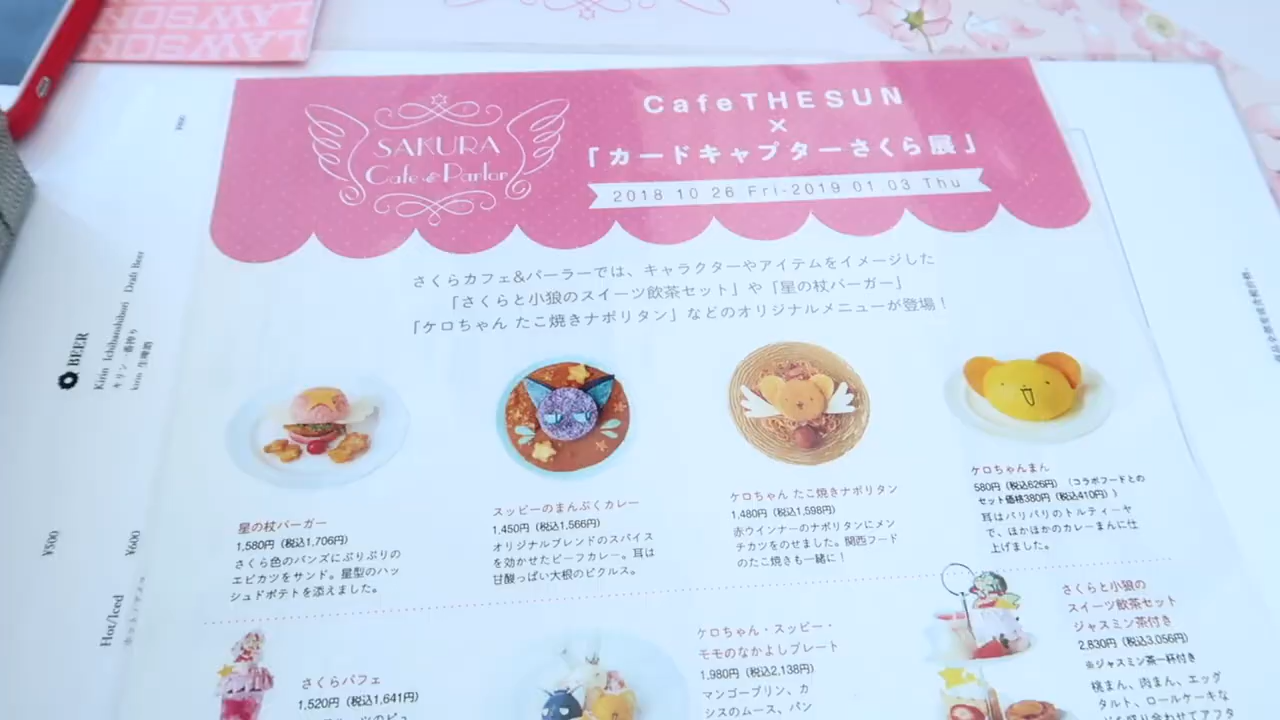 LAWSON
LAWSON
SAKURA
Cafe & Parlor
CafeTHESUN
×
「カードキャプターさくら展」
2018 10 26 Fri-2019 01 03 Thu
さくらカフェ&パーラーでは、キャラクターやアイテムをイメージした
「さくらと小狼のスイーツ飲茶セット」や「星の杖バーガー」
「ケロちゃん たこ焼きナポリタン」などのオリジナルメニューが登場！
星の杖バーガー
1,580円（税込1,706円）
さくら色のバンズにぷりぷりの
エビカツをサンド。星型のハッ
シュドポテトを添えました。
スッピーのまんぷくカレー
1,450円（税込1,566円）
オリジナルブレンドのスパイス
を効かせたビーフカレー。耳は
甘酸っぱい大根のピクルス。
ケロちゃん たこ焼きナポリタン
1,480円（税込1,598円）
赤ウインナーのナポリタンにメン
チカツをのせました。関西フード
のたこ焼きも一緒に！
ケロちゃんまん
580円（税込626円）（コラボフードとの
セット価格380円（税込410円））
耳はパリパリのトルティーヤ
で、ほかほかのカレーまんに仕
上げました。
さくらパフェ
1,520円（税込1,641円）
ケロちゃん・スッピー・
モモのなかよしプレート
1,980円（税込2,138円）
マンゴープリン、カ
シスのムース、パン
さくらと小狼の
スイーツ飲茶セット
ジャスミン茶付き
2,830円（税込3,056円）
※ジャスミン茶一杯付き
桃まん、肉まん、エッグ
タルト、ロールケーキな
BEER
Kirin Ichibanshibori Draft Beer
キリン一番搾り
kirin 生啤酒
¥500
¥600
Hot/Iced